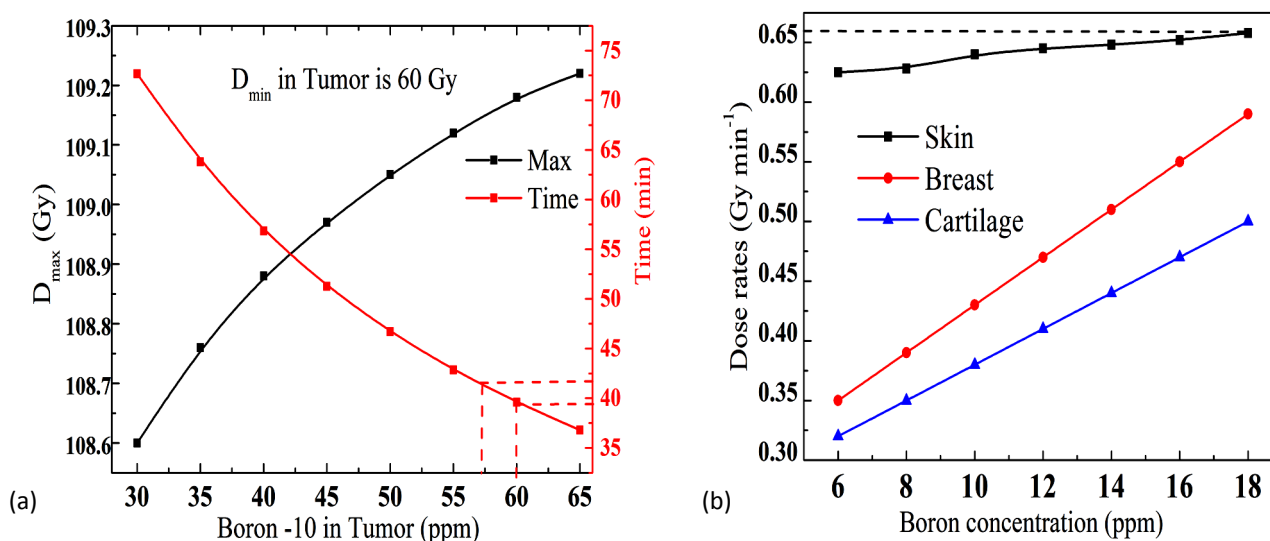 109.3
109.2
109.1
109.0
108.9
108.8
108.7
108.6
D_max (Gy)
D_min in Tumor is 60 Gy
Max
Time
75
70
65
60
55
50
45
40
35
Time (min)
30 35 40 45 50 55 60 65
Boron -10 in Tumor (ppm)
(a)
0.65
0.60
0.55
0.50
0.45
0.40
0.35
0.30
Dose rates (Gy min⁻¹)
Skin
Breast
Cartilage
6 8 10 12 14 16 18
Boron concentration (ppm)
(b)